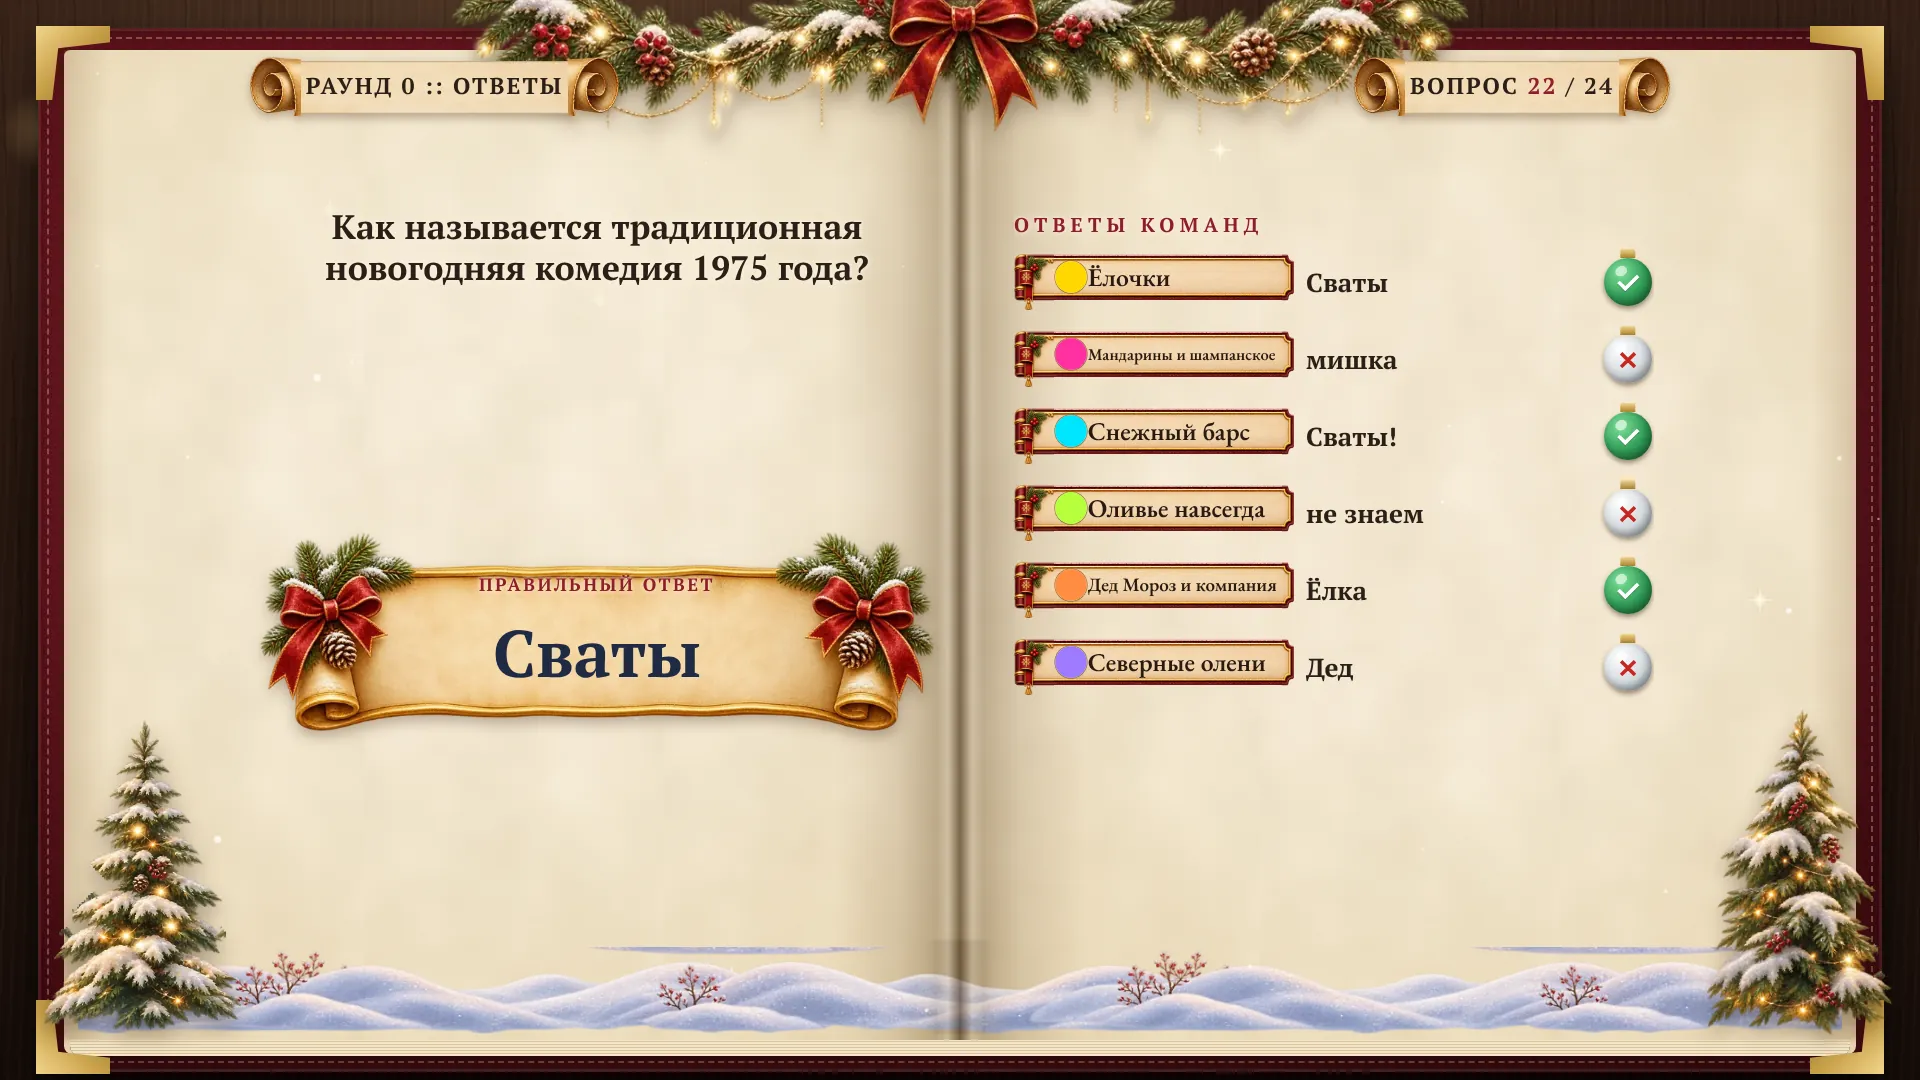 РАУНД 0 :: ОТВЕТЫ
ВОПРОС 22 / 24
Как называется традиционная
новогодняя комедия 1975 года?
ПРАВИЛЬНЫЙ ОТВЕТ
Сваты
ОТВЕТЫ КОМАНД
Ёлочки Сваты
Мандарины и шампанское мишка
Снежный барс Сваты!
Оливье навсегда не знаем
Дед Мороз и компания Ёлка
Северные олени Дед